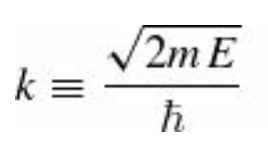 k ≡ √(2mE) / ħ